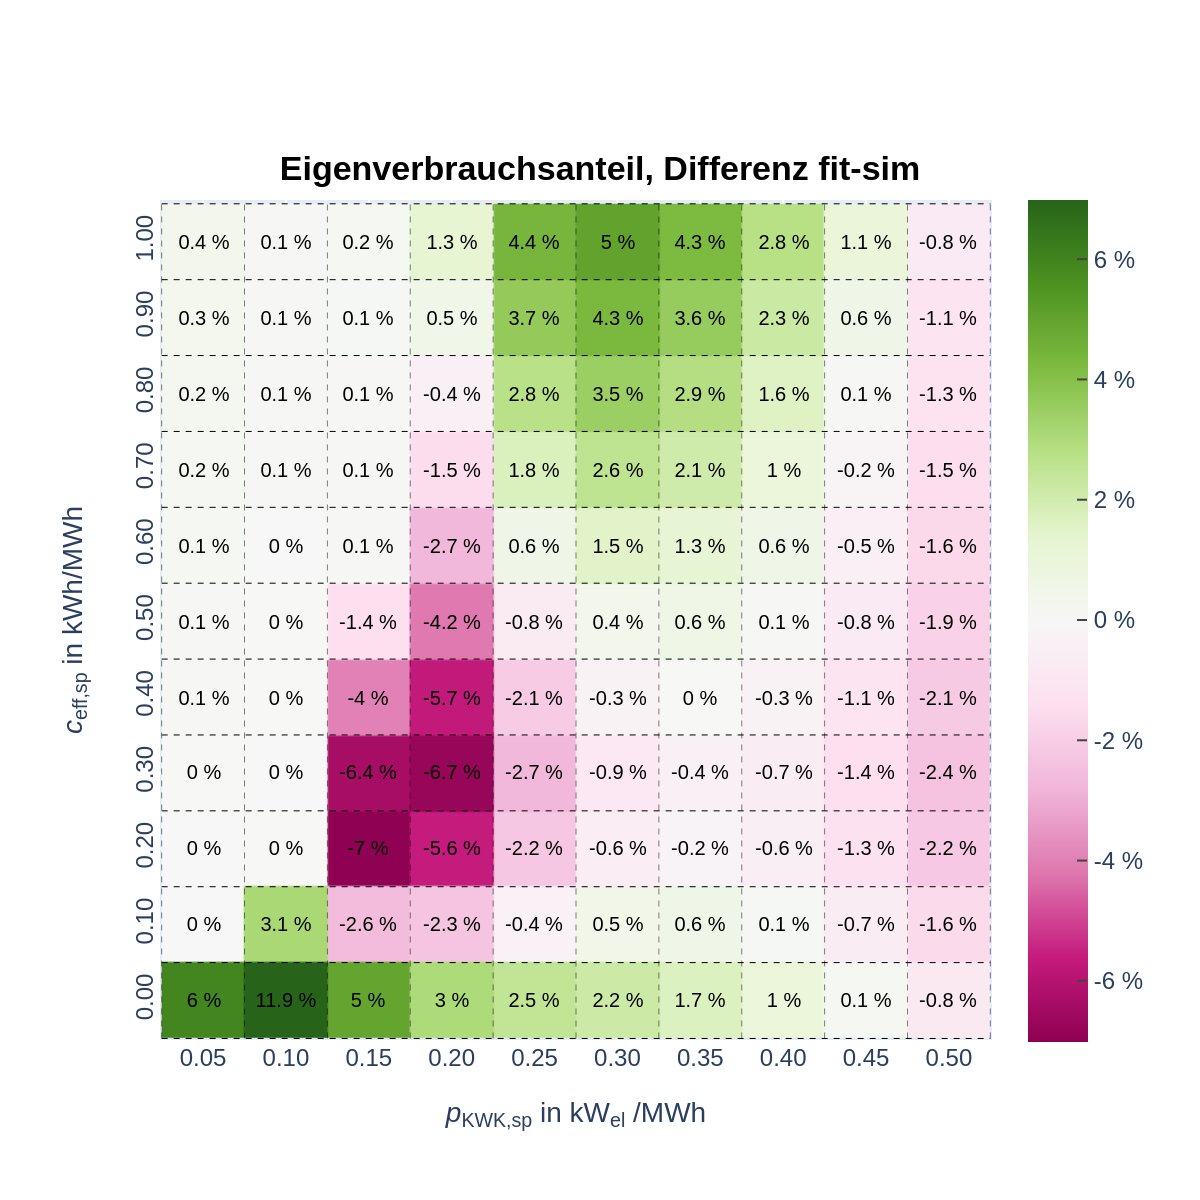 Eigenverbrauchsanteil, Differenz fit-sim
1.00 0.4 % 0.1 % 0.2 % 1.3 % 4.4 % 5 % 4.3 % 2.8 % 1.1 % -0.8 %
0.90 0.3 % 0.1 % 0.1 % 0.5 % 3.7 % 4.3 % 3.6 % 2.3 % 0.6 % -1.1 %
0.80 0.2 % 0.1 % 0.1 % -0.4 % 2.8 % 3.5 % 2.9 % 1.6 % 0.1 % -1.3 %
0.70 0.2 % 0.1 % 0.1 % -1.5 % 1.8 % 2.6 % 2.1 % 1 % -0.2 % -1.5 %
0.60 0.1 % 0 % 0.1 % -2.7 % 0.6 % 1.5 % 1.3 % 0.6 % -0.5 % -1.6 %
0.50 0.1 % 0 % -1.4 % -4.2 % -0.8 % 0.4 % 0.6 % 0.1 % -0.8 % -1.9 %
0.40 0.1 % 0 % -4 % -5.7 % -2.1 % -0.3 % 0 % -0.3 % -1.1 % -2.1 %
0.30 0 % 0 % -6.4 % -6.7 % -2.7 % -0.9 % -0.4 % -0.7 % -1.4 % -2.4 %
0.20 0 % 0 % -7 % -5.6 % -2.2 % -0.6 % -0.2 % -0.6 % -1.3 % -2.2 %
0.10 0 % 3.1 % -2.6 % -2.3 % -0.4 % 0.5 % 0.6 % 0.1 % -0.7 % -1.6 %
0.00 6 % 11.9 % 5 % 3 % 2.5 % 2.2 % 1.7 % 1 % 0.1 % -0.8 %
0.05 0.10 0.15 0.20 0.25 0.30 0.35 0.40 0.45 0.50
pKWK,sp in kWel /MWh
ceff,sp in kWh/MWh
6 %
4 %
2 %
0 %
-2 %
-4 %
-6 %